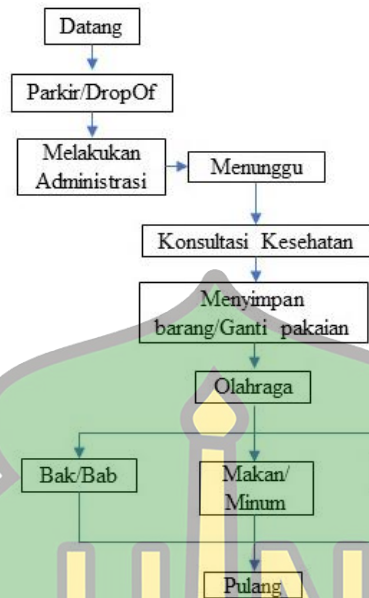 Datang
Parkir/DropOf
Melakukan
Administrasi
Menunggu
Konsultasi Kesehatan
Menyimpan
barang/Ganti pakaian
Olahraga
Bak/Bab
Makan/
Minum
Pulang